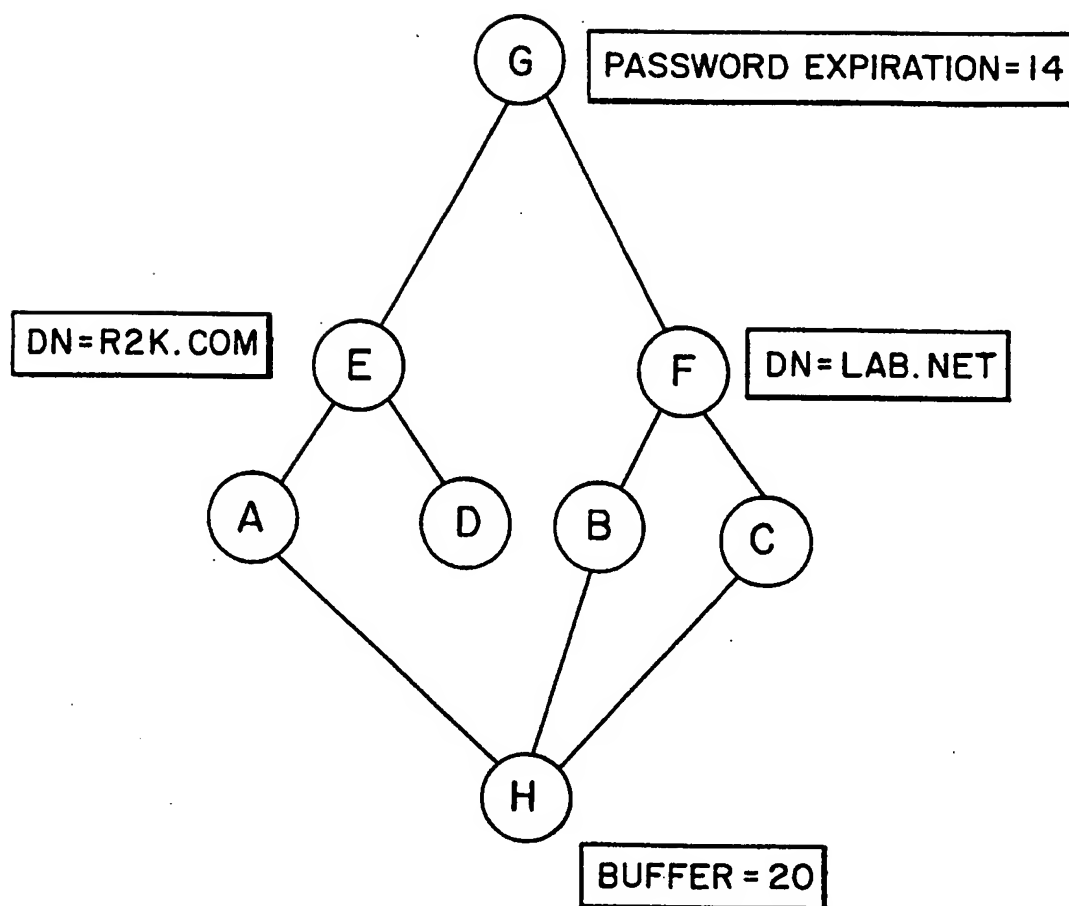 G
PASSWORD EXPIRATION=14
DN=R2K.COM
E
F
DN=LAB.NET
A
D
B
C
H
BUFFER=20